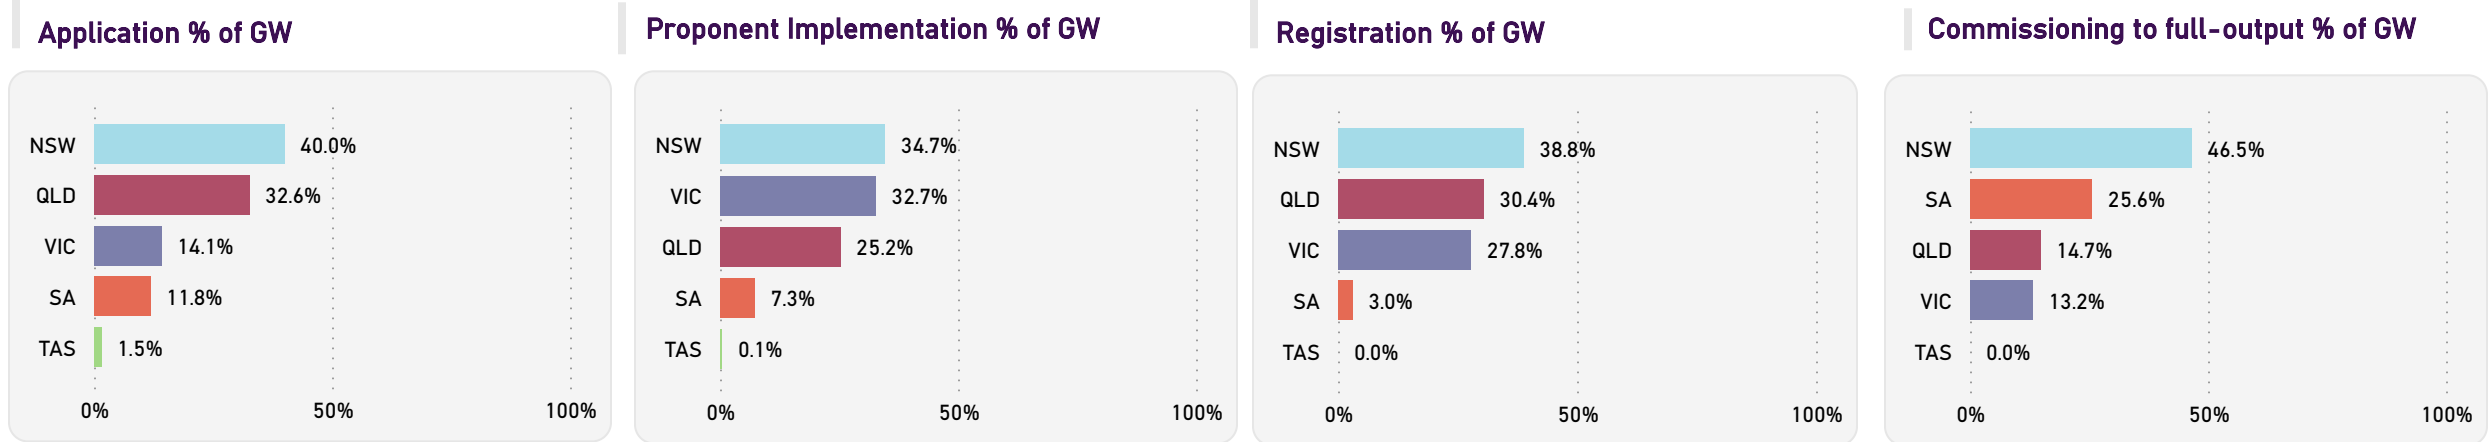 Application % of GW
NSW 40.0%
QLD 32.6%
VIC 14.1%
SA 11.8%
TAS 1.5%
0% 50% 100%
Proponent Implementation % of GW
NSW 34.7%
VIC 32.7%
QLD 25.2%
SA 7.3%
TAS 0.1%
0% 50% 100%
Registration % of GW
NSW 38.8%
QLD 30.4%
VIC 27.8%
SA 3.0%
TAS 0.0%
0% 50% 100%
Commissioning to full-output % of GW
NSW 46.5%
SA 25.6%
QLD 14.7%
VIC 13.2%
TAS 0.0%
0% 50% 100%